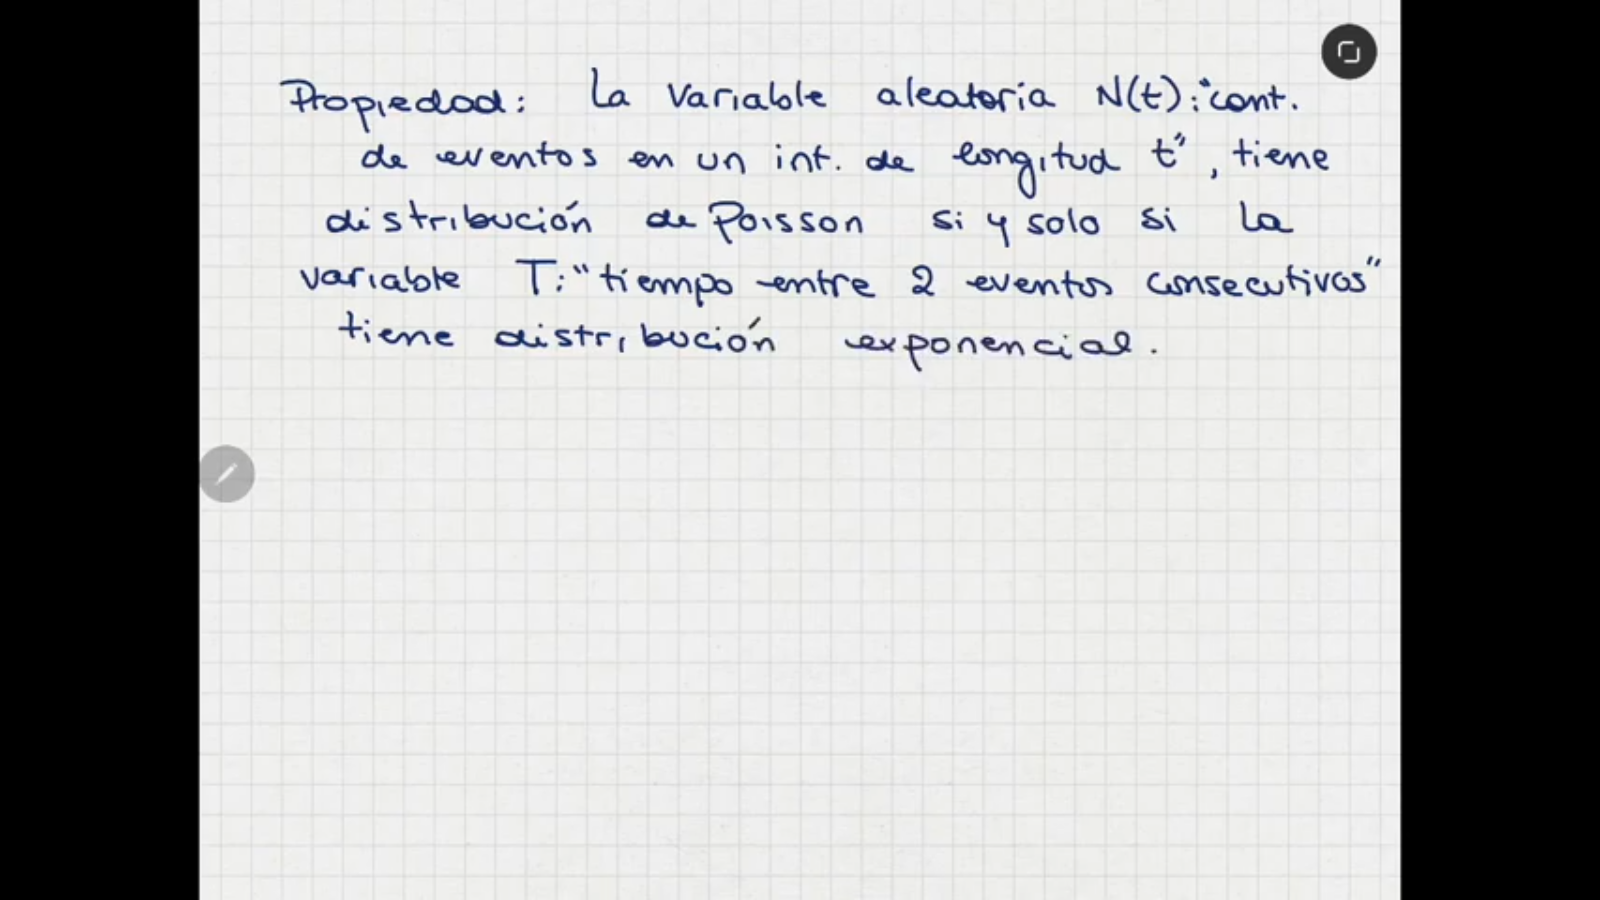 Propiedad: La variable aleatoria N(t): "cant.
de eventos en un int. de longitud t", tiene
distribución de Poisson si y solo si la
variable T: "tiempo entre 2 eventos consecutivos"
tiene distribución exponencial.